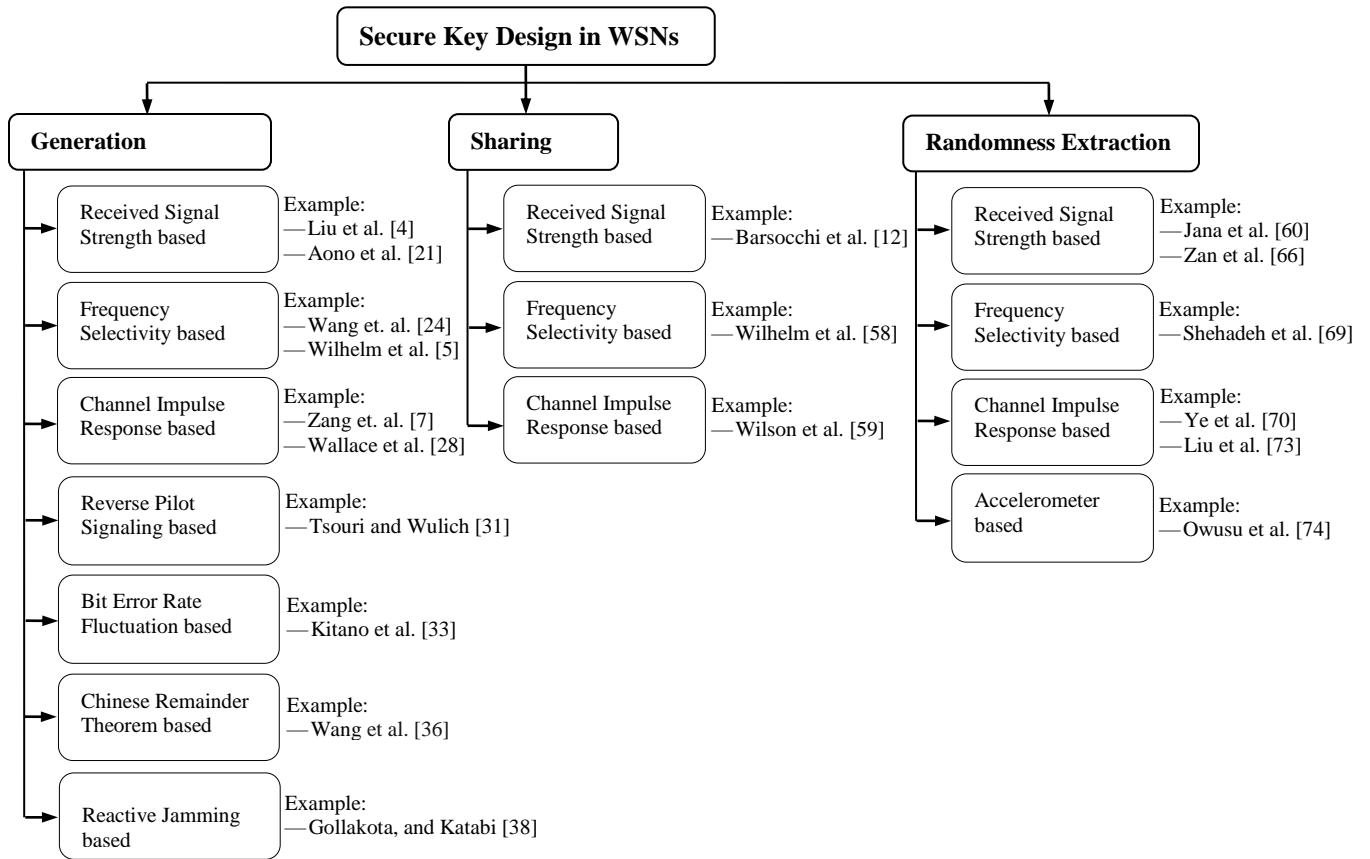 Secure Key Design in WSNs
Generation
Received Signal
Strength based
Example:
—Liu et al. [4]
—Aono et al. [21]
Frequency
Selectivity based
Example:
—Wang et. al. [24]
—Wilhelm et al. [5]
Channel Impulse
Response based
Example:
—Zang et. al. [7]
—Wallace et al. [28]
Reverse Pilot
Signaling based
Example:
—Tsouri and Wulich [31]
Bit Error Rate
Fluctuation based
Example:
—Kitano et al. [33]
Chinese Remainder
Theorem based
Example:
—Wang et al. [36]
Reactive Jamming
based
Example:
—Gollakota, and Katabi [38]
Sharing
Received Signal
Strength based
Example:
—Barsocchi et al. [12]
Frequency
Selectivity based
Example:
—Wilhelm et al. [58]
Channel Impulse
Response based
Example:
—Wilson et al. [59]
Randomness Extraction
Received Signal
Strength based
Example:
—Jana et al. [60]
—Zan et al. [66]
Frequency
Selectivity based
Example:
—Shehadeh et al. [69]
Channel Impulse
Response based
Example:
—Ye et al. [70]
—Liu et al. [73]
Accelerometer
based
Example:
—Owusu et al. [74]